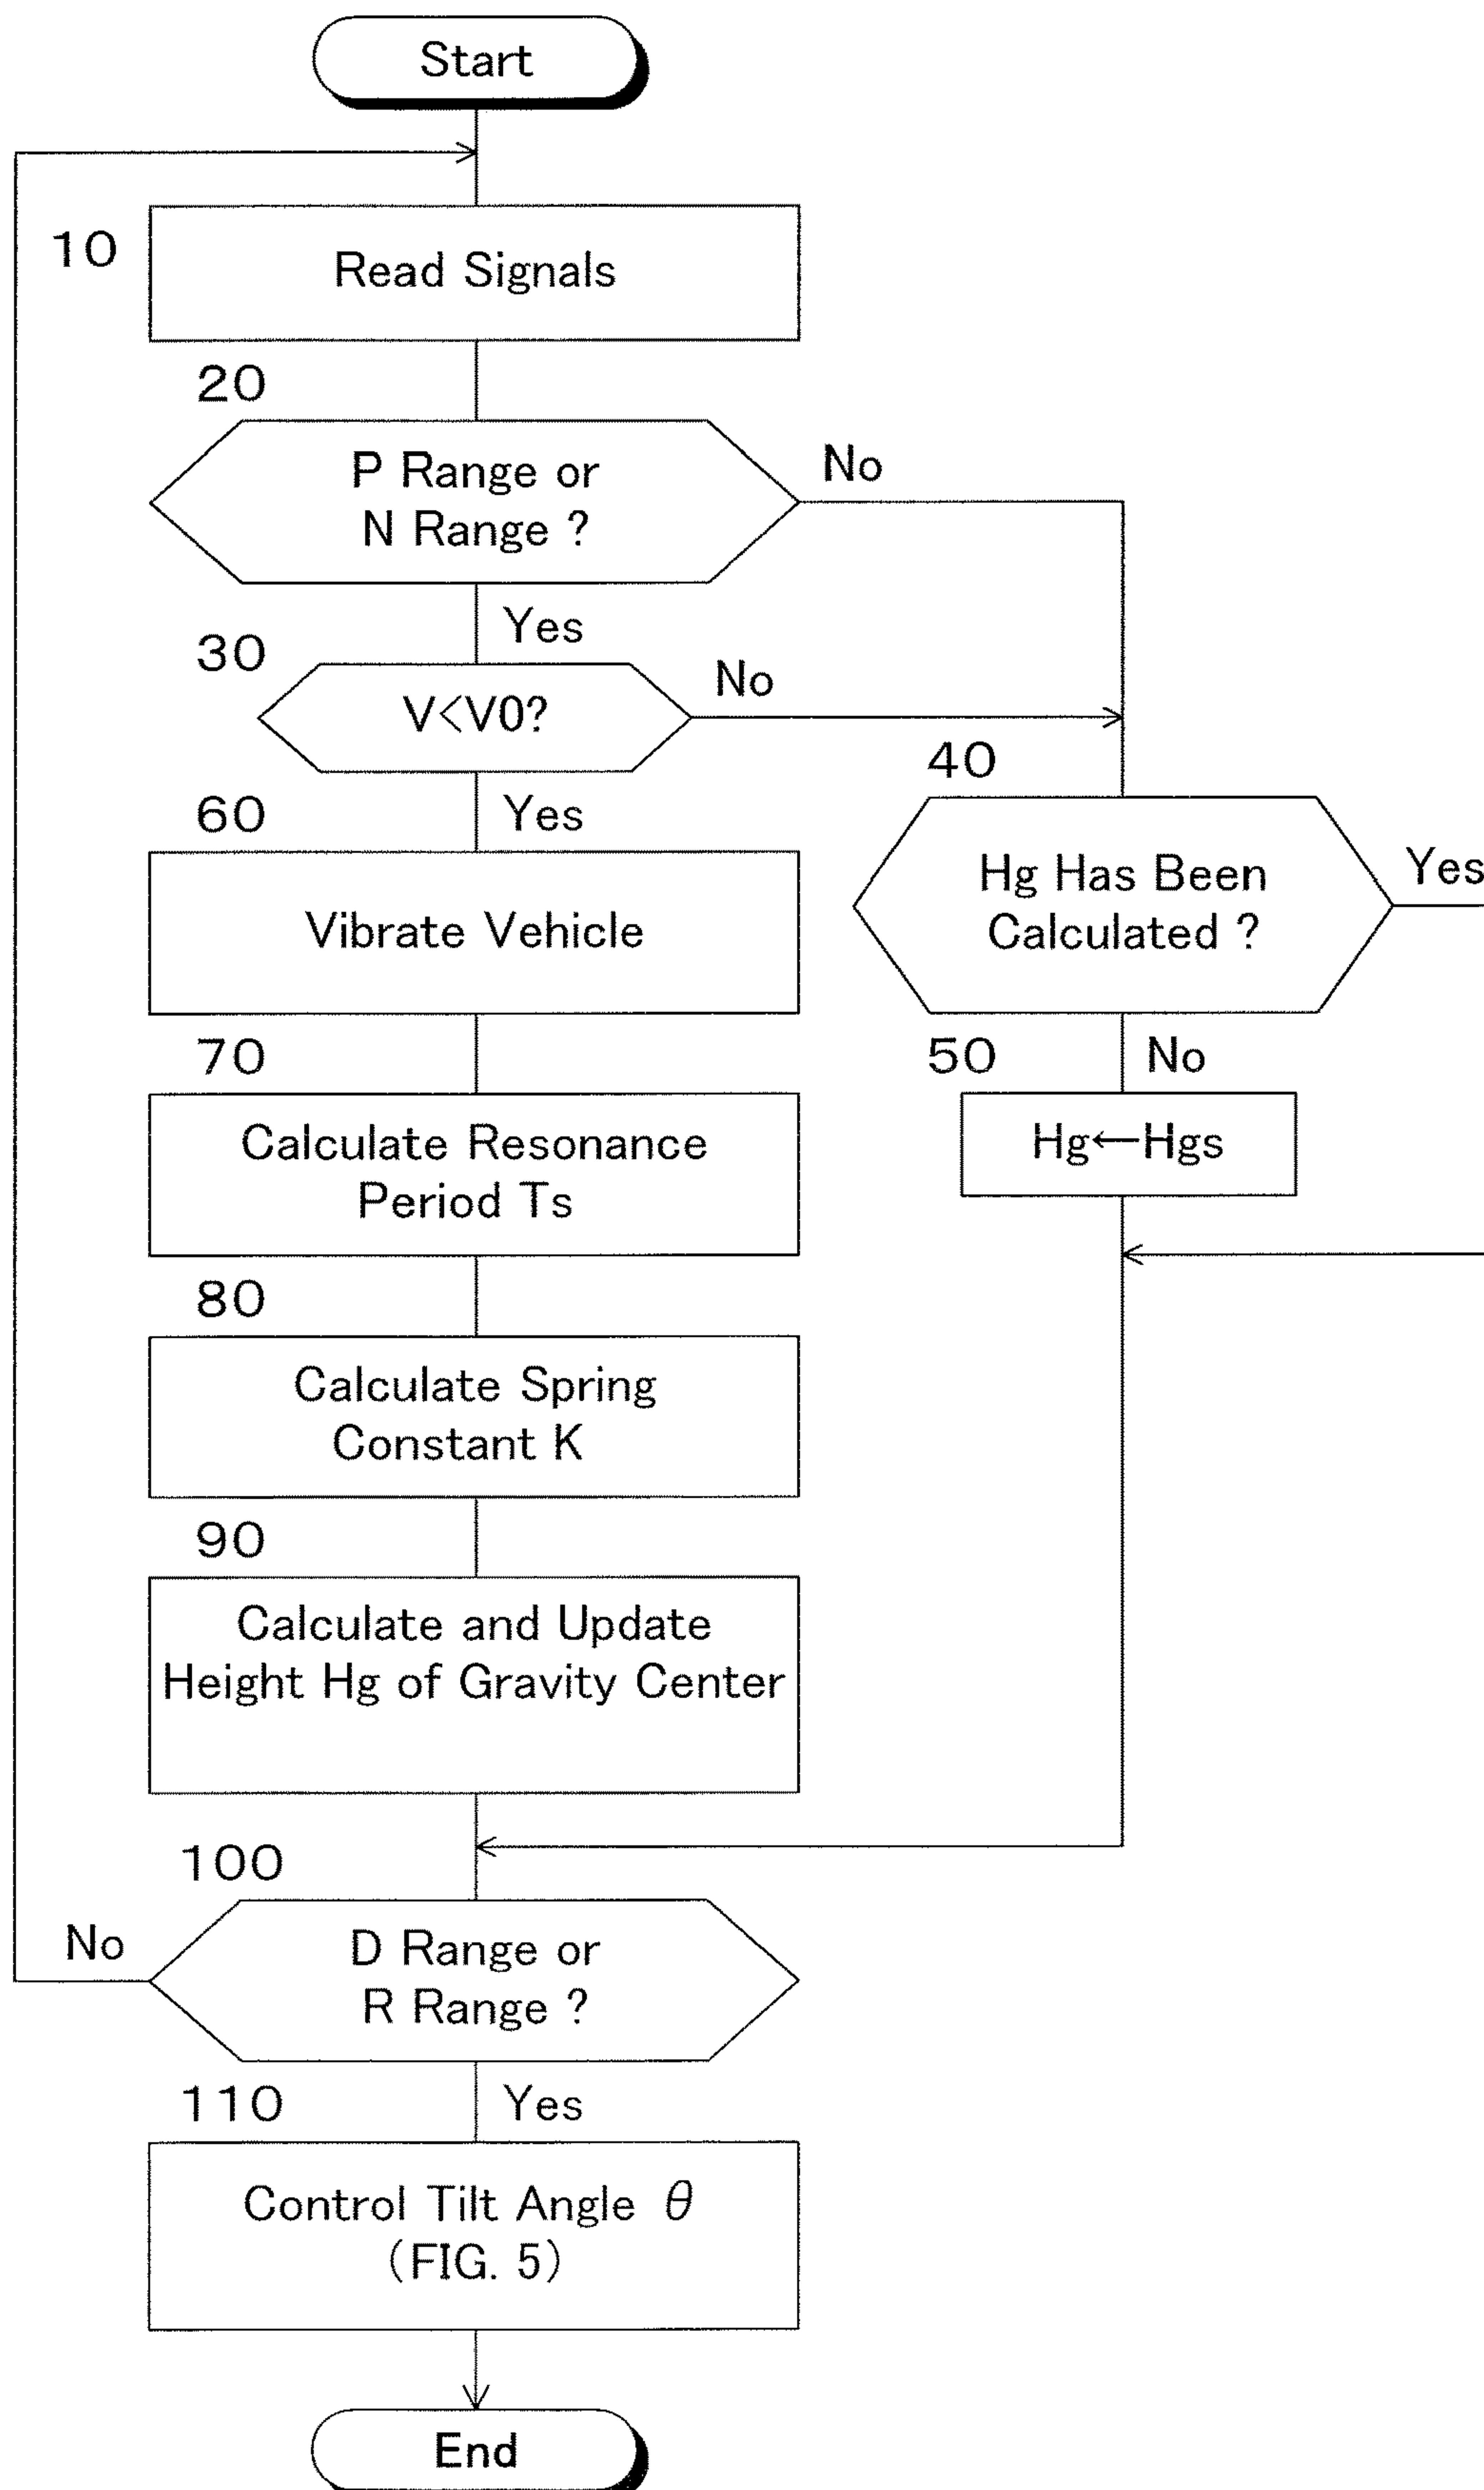 Start
10
Read Signals
20
P Range or
N Range ?
No
Yes
30
V<V0?
No
40
Hg Has Been
Calculated ?
Yes
60
Yes
Vibrate Vehicle
50
No
Hg←Hgs
70
Calculate Resonance
Period Ts
80
Calculate Spring
Constant K
90
Calculate and Update
Height Hg of Gravity Center
100
No
D Range or
R Range ?
110
Yes
Control Tilt Angle θ
(FIG. 5)
End